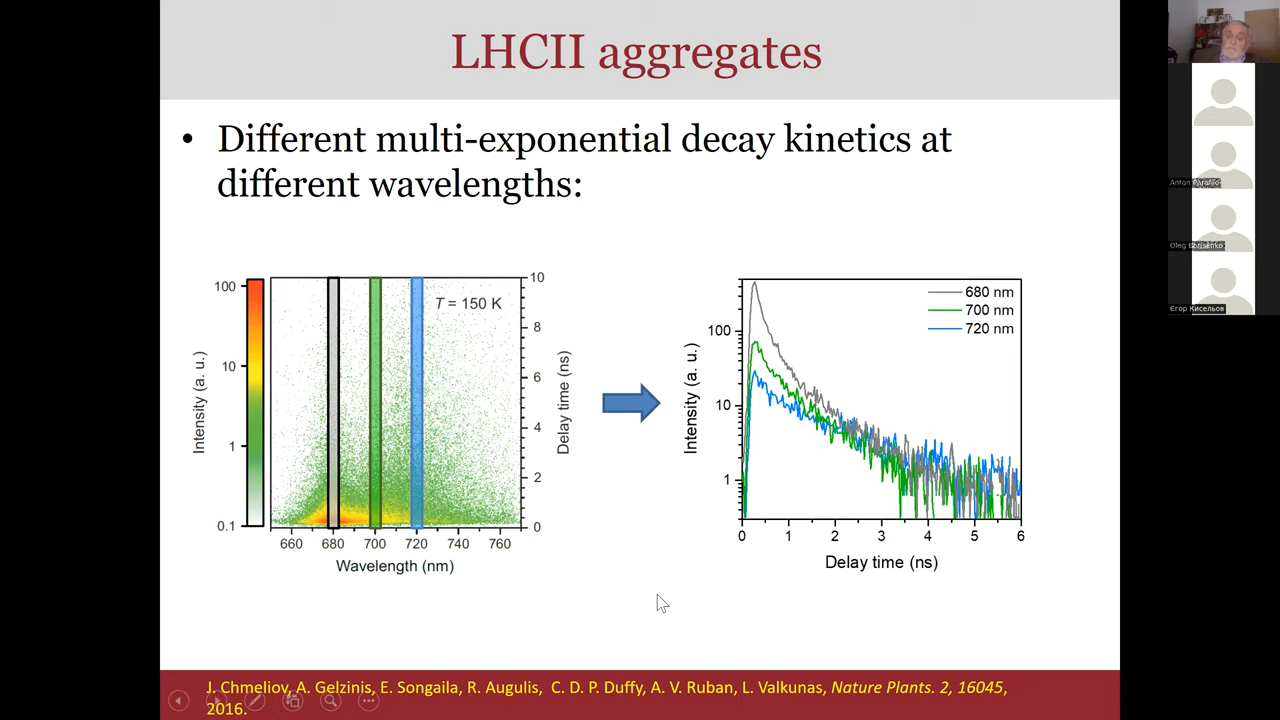 LHCII aggregates
• Different multi-exponential decay kinetics at
different wavelengths:
100
10
1
0.1
Intensity (a. u.)
T = 150 K
10
8
6
4
2
0
Delay time (ns)
660 680 700 720 740 760
Wavelength (nm)
680 nm
700 nm
720 nm
100
10
1
Intensity (a. u.)
0 1 2 3 4 5 6
Delay time (ns)
J. Chmeliov, A. Gelzinis, E. Songaila, R. Augulis, C. D. P. Duffy, A. V. Ruban, L. Valkunas, Nature Plants. 2, 16045,
2016.
Anton
Oleg
Єгор Кисельов